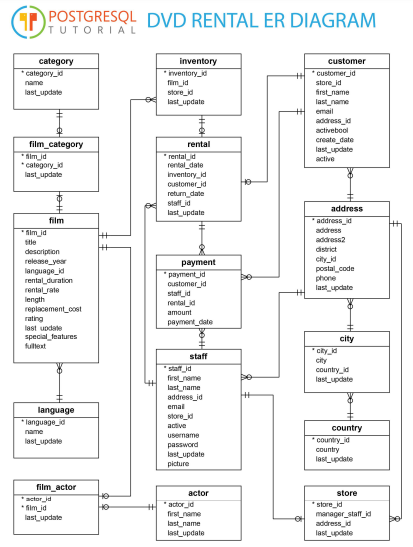 POSTGRESQL
TUTORIAL
DVD RENTAL ER DIAGRAM
category
* category_id
name
last_update
film_category
* film_id
* category_id
last_update
film
* film_id
title
description
release_year
language_id
rental_duration
rental_rate
length
replacement_cost
rating
last update
special_features
fulltext
language
* language_id
name
last_update
film_actor
* actor_id
* film_id
last_update
inventory
* inventory_id
film_id
store_id
last_update
rental
* rental_id
rental_date
inventory_id
customer_id
return_date
staff_id
last_update
payment
* payment_id
customer_id
staff_id
rental_id
amount
payment_date
staff
* staff_id
first_name
last_name
address_id
email
store_id
active
username
password
last_update
picture
actor
* actor_id
first_name
last_name
last_update
customer
* customer_id
store_id
first_name
last_name
email
address_id
activebool
create_date
last_update
active
address
* address_id
address
address2
district
city_id
postal_code
phone
last_update
city
* city_id
city
country_id
last_update
country
* country_id
country
last_update
store
* store_id
manager_staff_id
address_id
last_update